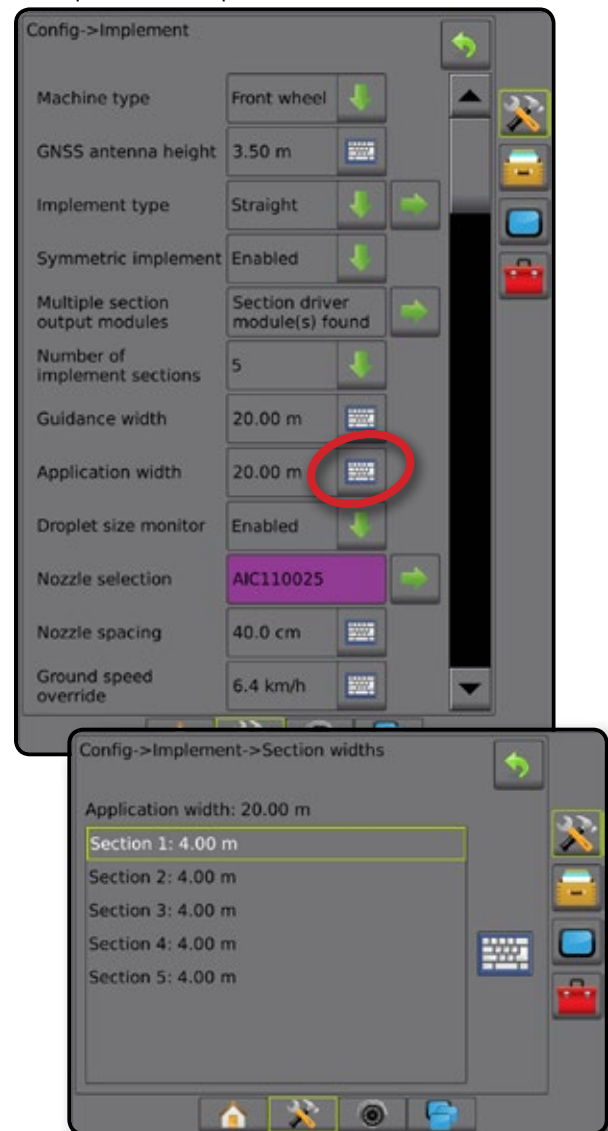 Config->Implement
Machine type Front wheel
GNSS antenna height 3.50 m
Implement type Straight
Symmetric implement Enabled
Multiple section output modules Section driver module(s) found
Number of implement sections 5
Guidance width 20.00 m
Application width 20.00 m
Droplet size monitor Enabled
Nozzle selection AIC110025
Nozzle spacing 40.0 cm
Ground speed override 6.4 km/h
Config->Implement->Section widths
Application width: 20.00 m
Section 1: 4.00 m
Section 2: 4.00 m
Section 3: 4.00 m
Section 4: 4.00 m
Section 5: 4.00 m